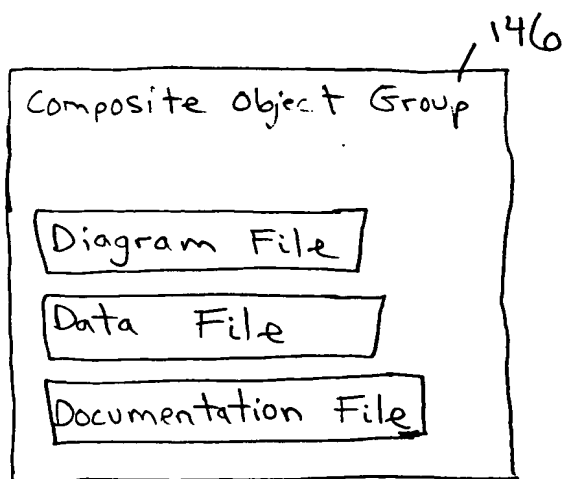 146
Composite Object Group
Diagram File
Data File
Documentation File